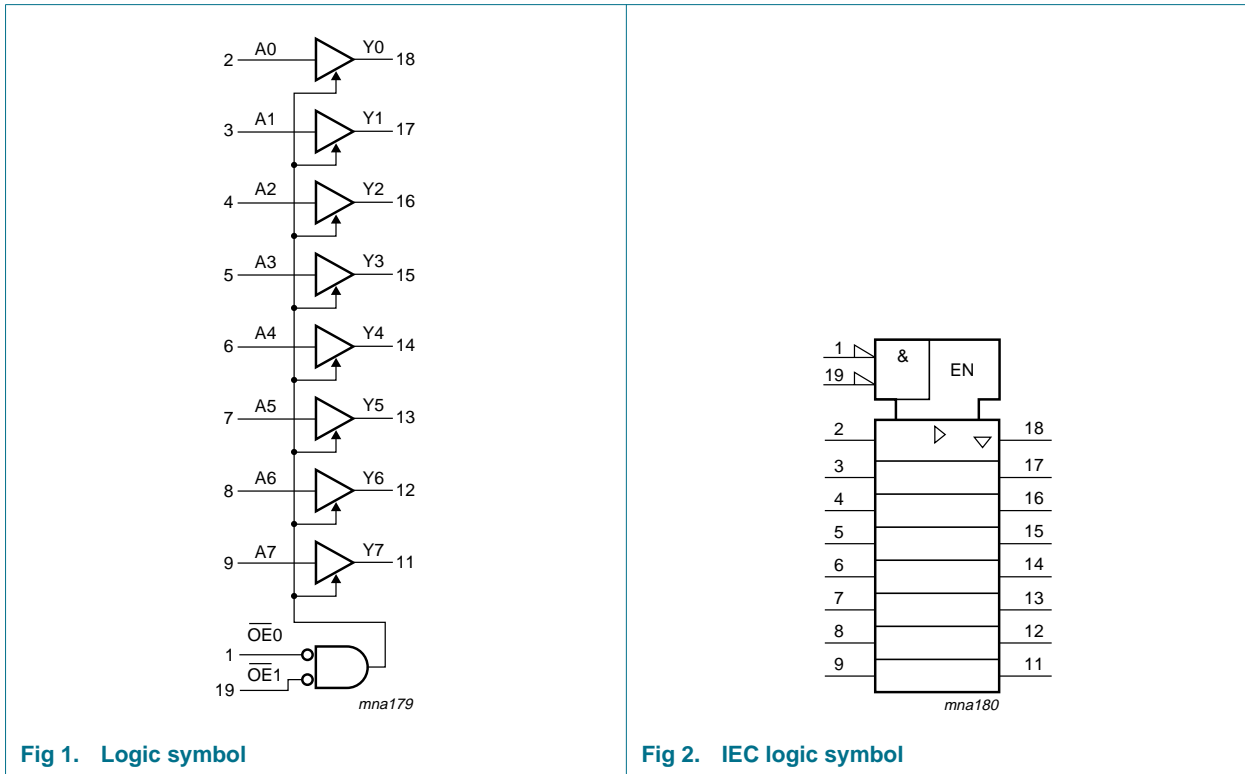 2 A0 Y0 18
3 A1 Y1 17
4 A2 Y2 16
5 A3 Y3 15
6 A4 Y4 14
7 A5 Y5 13
8 A6 Y6 12
9 A7 Y7 11
1 O̅E̅0
19 O̅E̅1
mna179
Fig 1. Logic symbol
1 & EN
19
2 18
3 17
4 16
5 15
6 14
7 13
8 12
9 11
mna180
Fig 2. IEC logic symbol